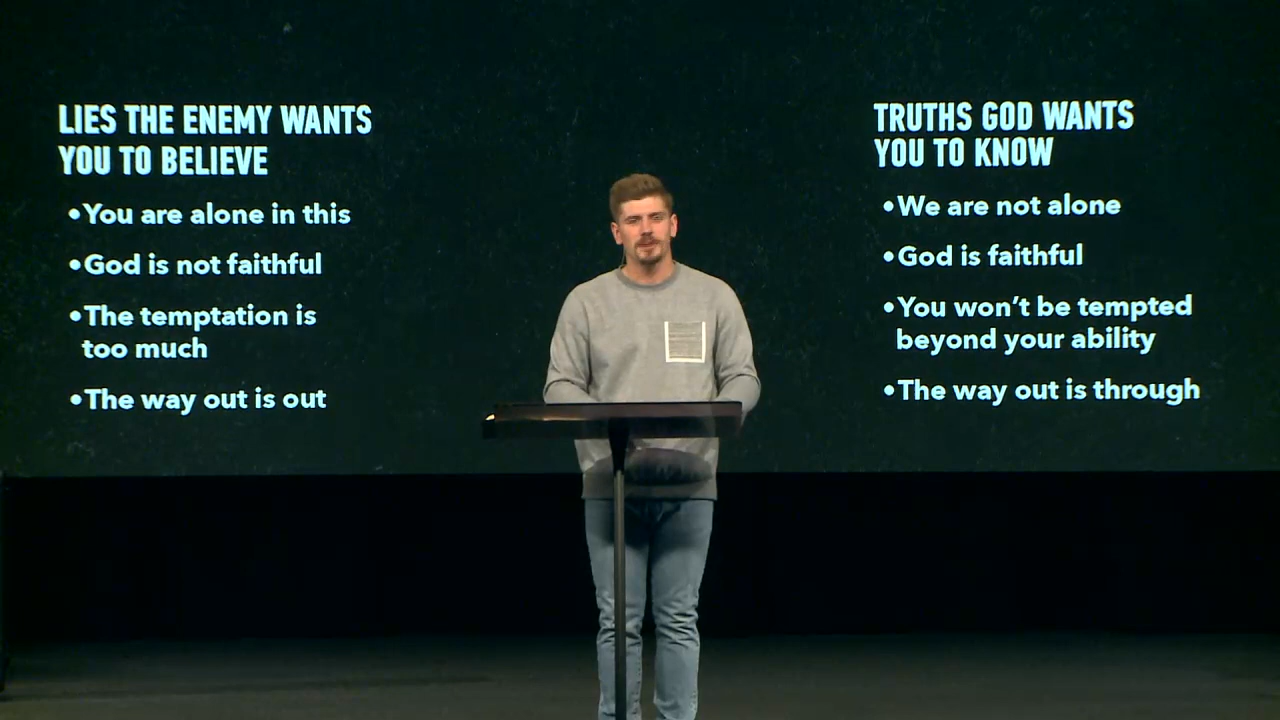 LIES THE ENEMY WANTS
YOU TO BELIEVE
•You are alone in this
•God is not faithful
•The temptation is
too much
•The way out is out
TRUTHS GOD WANTS
YOU TO KNOW
•We are not alone
•God is faithful
•You won't be tempted
beyond your ability
•The way out is through